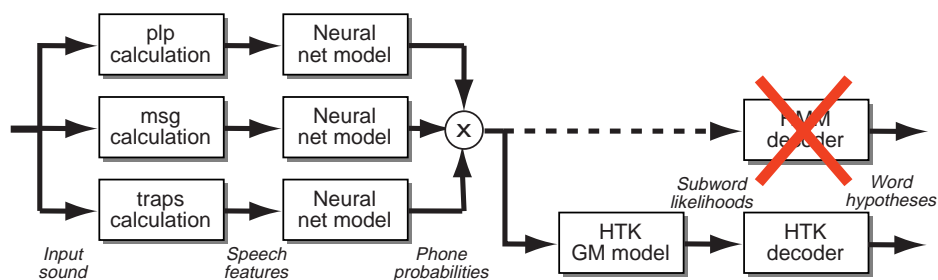 plp
calculation
Neural
net model
msg
calculation
Neural
net model
x
decoder
traps
calculation
Neural
net model
Subword
likelihoods
Word
hypotheses
HTK
GM model
HTK
decoder
Input
sound
Speech
features
Phone
probabilities